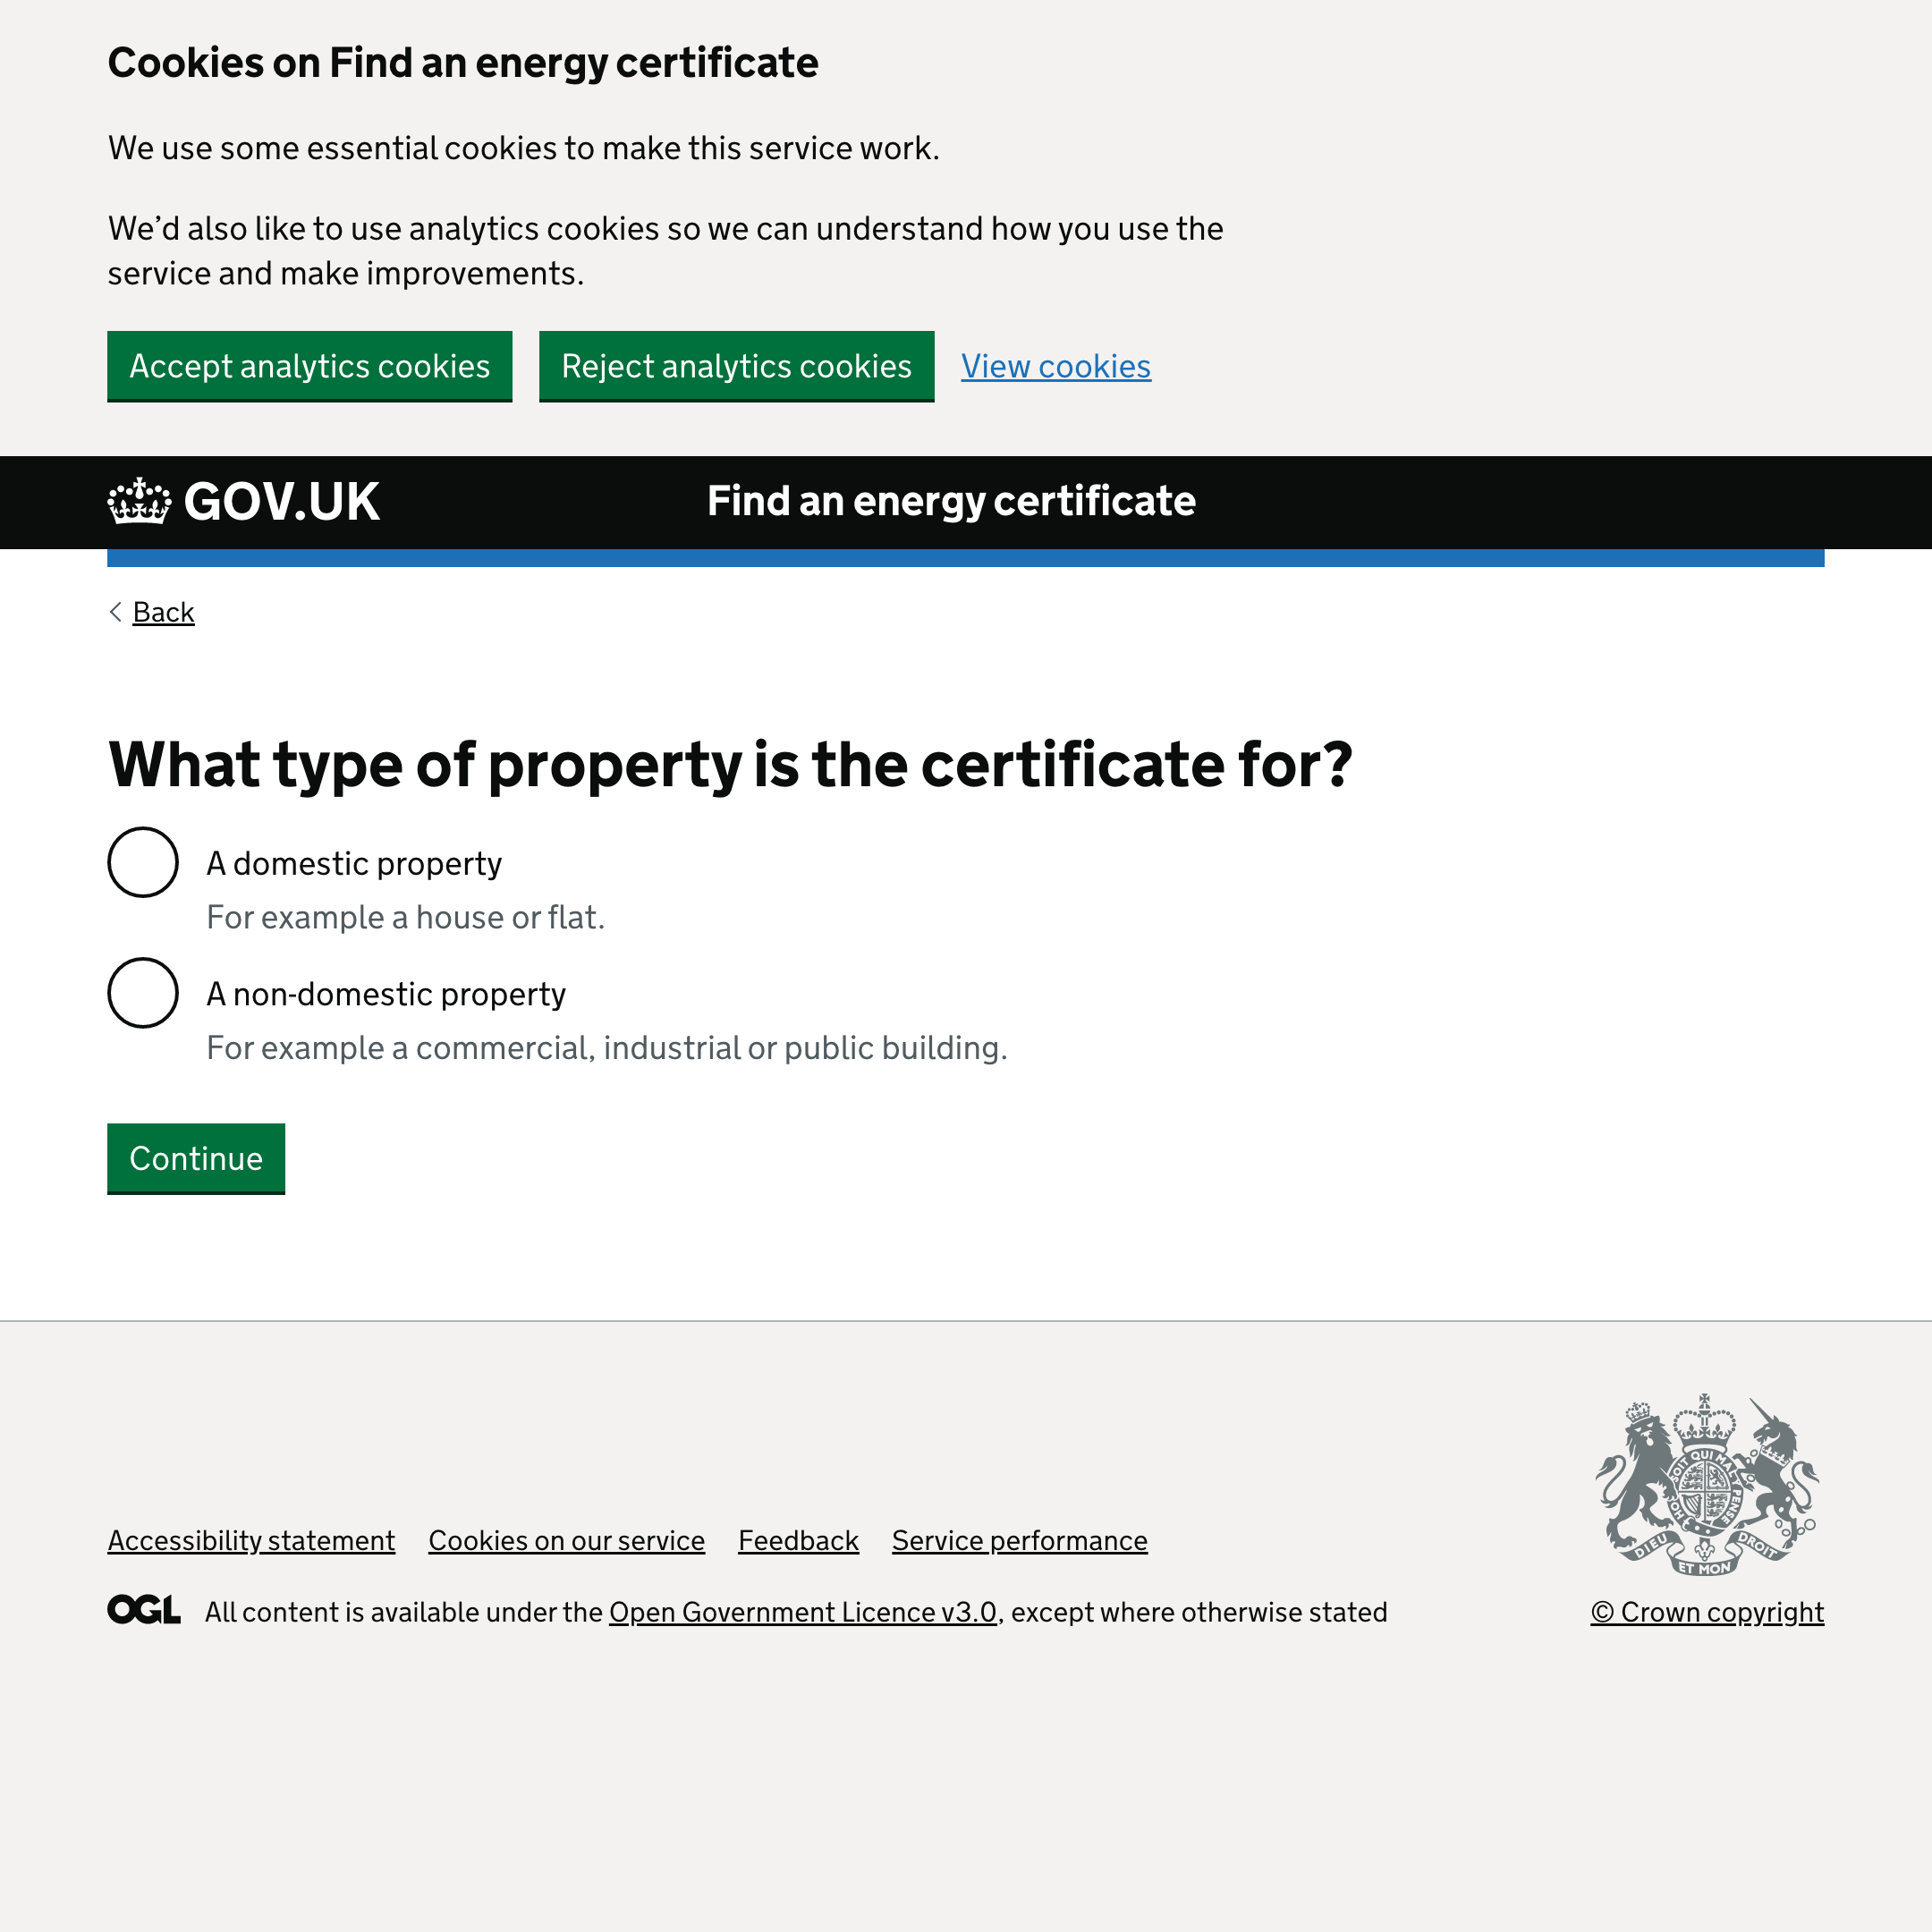 Cookies on Find an energy certificate
We use some essential cookies to make this service work.
We’d also like to use analytics cookies so we can understand how you use the
service and make improvements.
Accept analytics cookies Reject analytics cookies View cookies
GOV.UK Find an energy certificate
Back
What type of property is the certificate for?
A domestic property
For example a house or flat.
A non-domestic property
For example a commercial, industrial or public building.
Continue
SOIT QUI MAL Y PENSE HON
DIEU ET MON DROIT
Accessibility statement Cookies on our service Feedback Service performance
OGL All content is available under the Open Government Licence v3.0, except where otherwise stated © Crown copyright